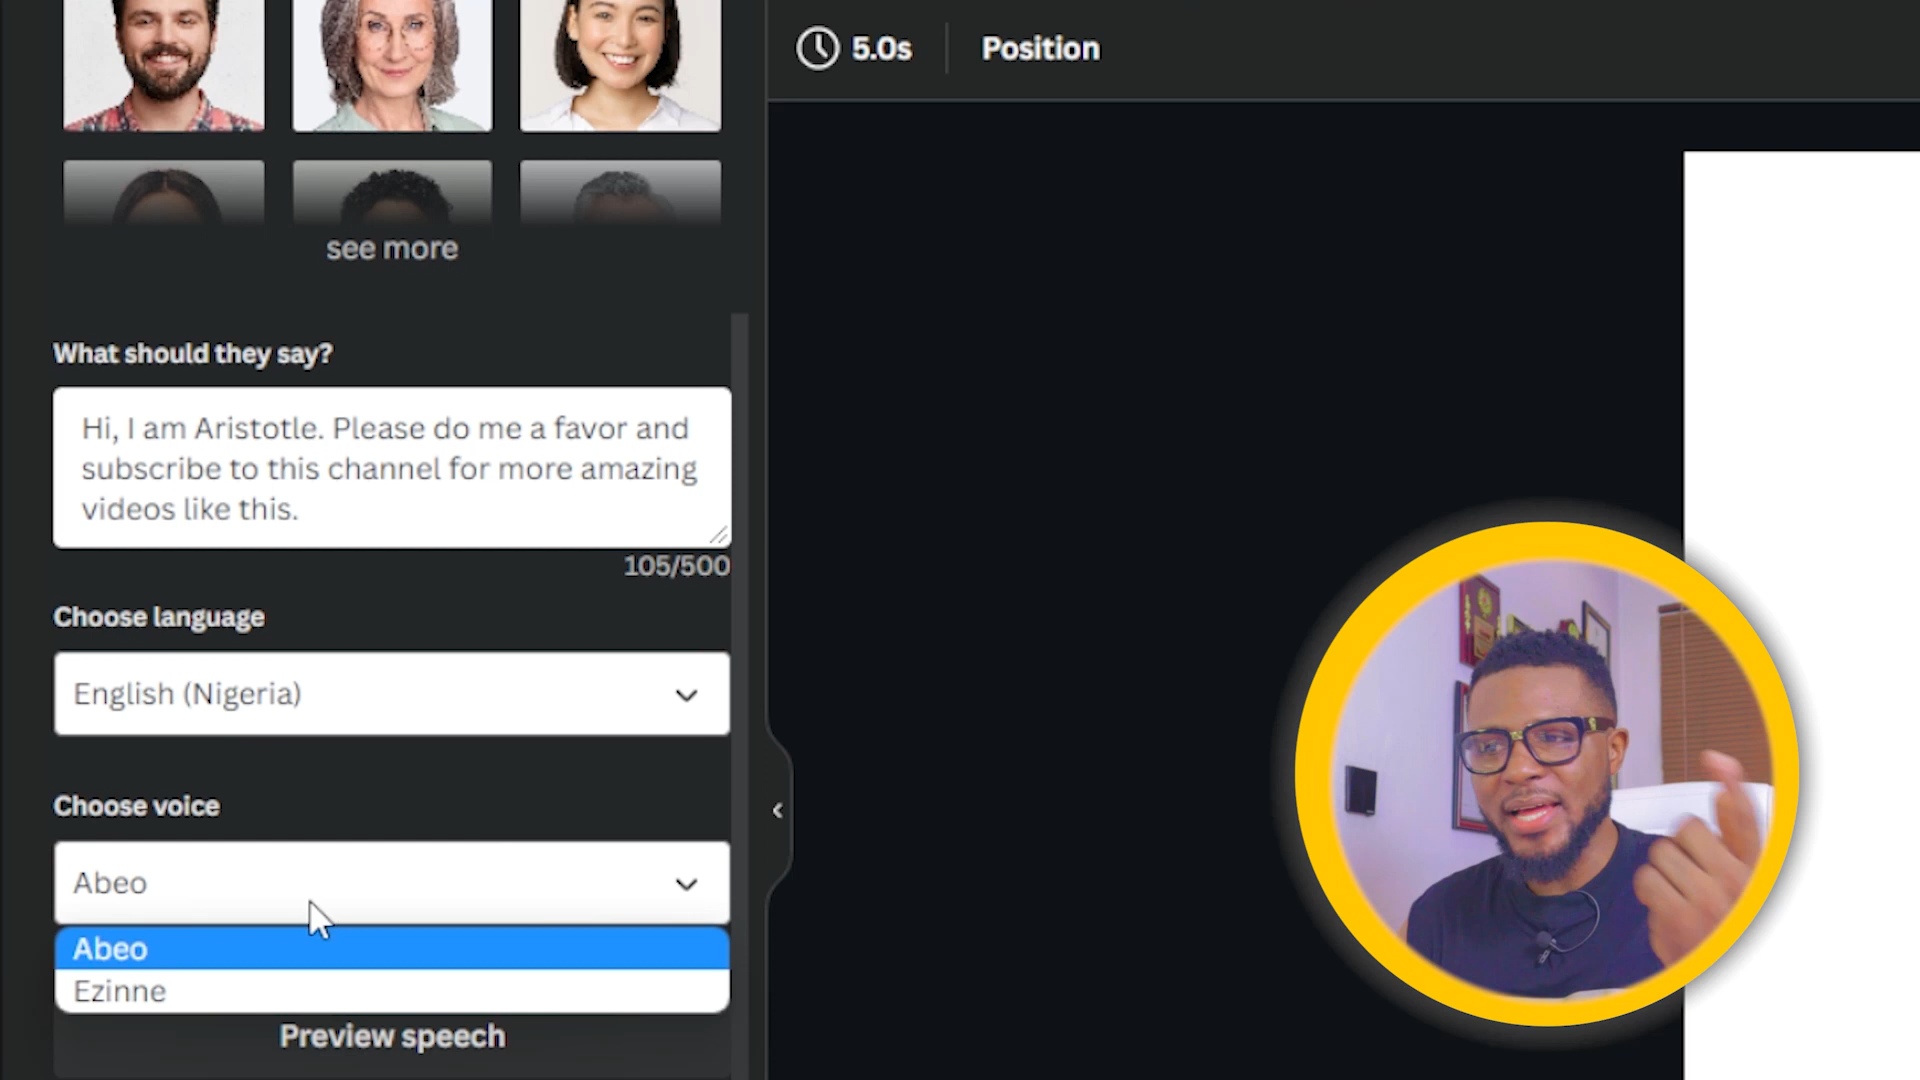 5.0s
Position
see more
What should they say?
Hi, I am Aristotle. Please do me a favor and
subscribe to this channel for more amazing
videos like this.
105/500
Choose language
English (Nigeria)
Choose voice
Abeo
Abeo
Ezinne
Preview speech